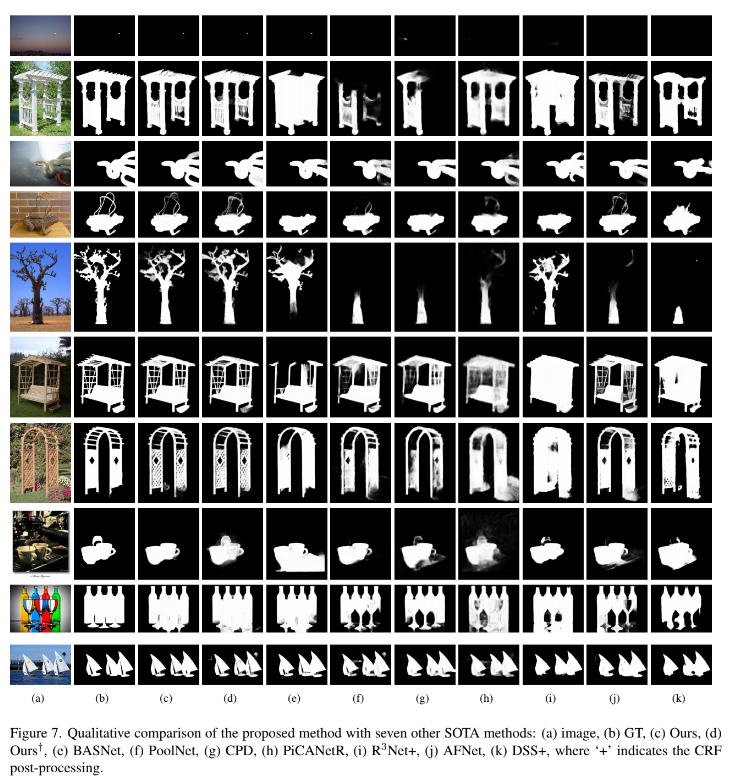 (a) (b) (c) (d) (e) (f) (g) (h) (i) (j) (k)
Figure 7. Qualitative comparison of the proposed method with seven other SOTA methods: (a) image, (b) GT, (c) Ours, (d)
Ours†, (e) BASNet, (f) PoolNet, (g) CPD, (h) PiCANetR, (i) R³Net+, (j) AFNet, (k) DSS+, where ‘+’ indicates the CRF
post-processing.